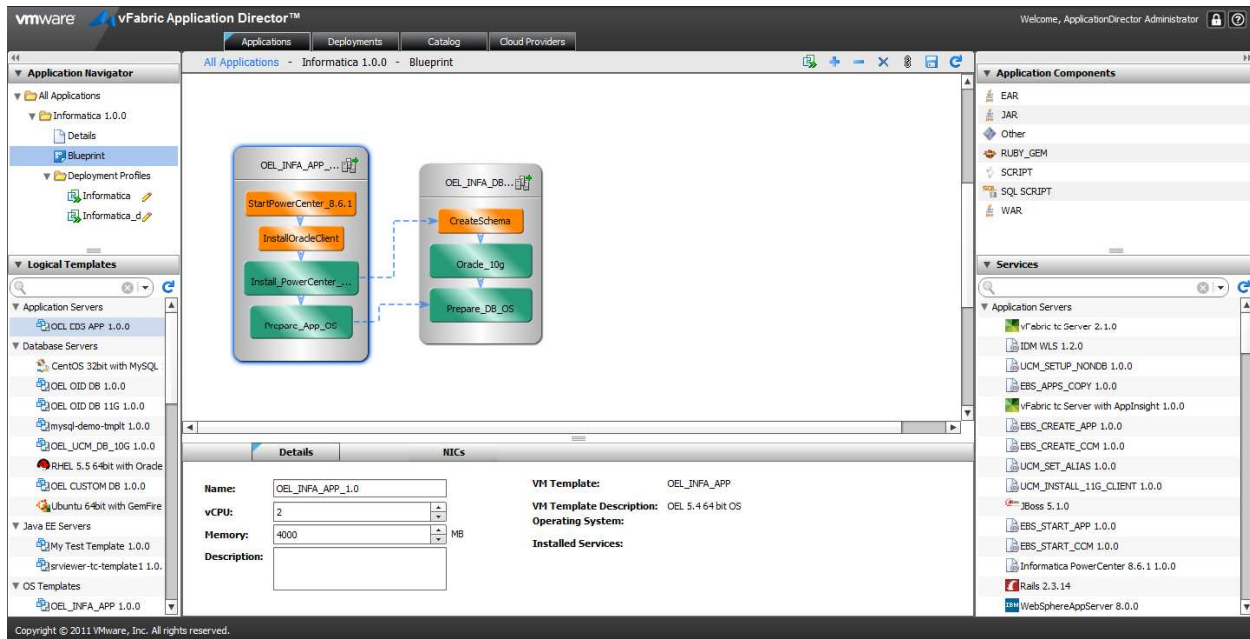 vmware vFabric Application Director™
Welcome, ApplicationDirector Administrator
Applications Deployments Catalog Cloud Providers
Application Navigator
All Applications
Informatica 1.0.0
Details
Blueprint
Deployment Profiles
Informatica
Informatica_d
Logical Templates
Application Servers
OEL EDS APP 1.0.0
Database Servers
CentOS 32bit with MySQL
OEL OID DB 1.0.0
OEL OID DB 11G 1.0.0
mysql-demo-tmplt 1.0.0
OEL_UCM_DB_10G 1.0.0
RHEL 5.5 64bit with Oracle
OEL CUSTOM DB 1.0.0
Ubuntu 64bit with GemFire
Java EE Servers
My Test Template 1.0.0
srviewer-tc-template1 1.0.
OS Templates
OEL_INFA_APP 1.0.0
All Applications - Informatica 1.0.0 - Blueprint
OEL_INFA_APP_...
StartPowerCenter_8.6.1
InstallOracleClient
Install_PowerCenter_...
Prepare_App_OS
OEL_INFA_DB...
CreateSchema
Oracle_10g
Prepare_DB_OS
Details NICs
Name: OEL_INFA_APP_1.0
vCPU: 2
Memory: 4000 MB
Description:
VM Template: OEL_INFA_APP
VM Template Description: OEL 5.4 64 bit OS
Operating System:
Installed Services:
Application Components
EAR
JAR
Other
RUBY_GEM
SCRIPT
SQL SCRIPT
WAR
Services
Application Servers
vFabric tc Server 2.1.0
IDM WLS 1.2.0
UCM_SETUP_NONDB 1.0.0
EBS_APPS_COPY 1.0.0
vFabric tc Server with AppInsight 1.0.0
EBS_CREATE_APP 1.0.0
EBS_CREATE_CCM 1.0.0
UCM_SET_ALIAS 1.0.0
UCM_INSTALL_11G_CLIENT 1.0.0
JBoss 5.1.0
EBS_START_APP 1.0.0
EBS_START_CCM 1.0.0
Informatica PowerCenter 8.6.1 1.0.0
Rails 2.3.14
IBM WebSphereAppServer 8.0.0
Copyright © 2011 VMware, Inc. All rights reserved.